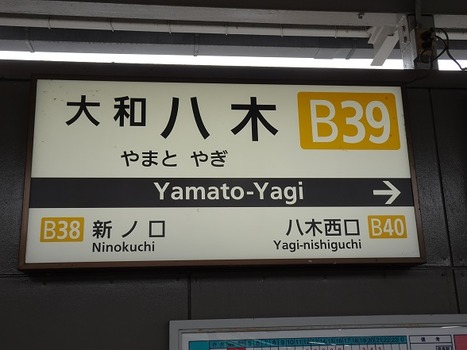 大和八木 B39
やまと やぎ
Yamato-Yagi →
B38 新ノ口 八木西口 B40
Ninokuchi Yagi-nishiguchi